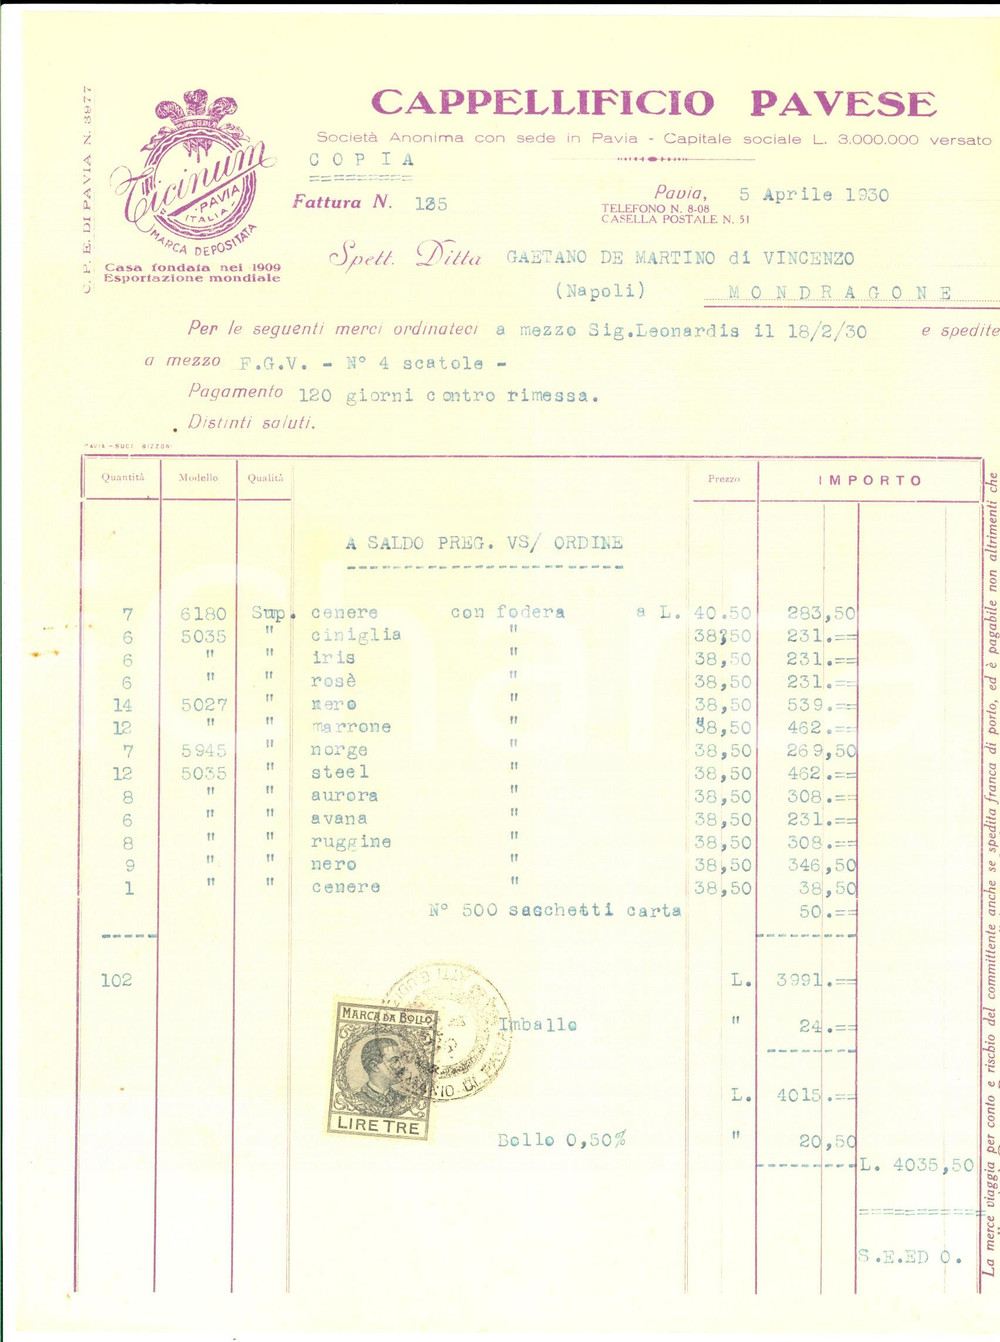 CAPPELLIFICIO PAVESE
Società Anonima con sede in Pavia - Capitale sociale L. 3.000.000 versato
C. P. E. DI PAVIA N. 3977
Ticinum
PAVIA
ITALIA
MARCA DEPOSITATA
Casa fondata nel 1909
Esportazione mondiale
COPIA
Fattura N. 135
Pavia, 5 Aprile 1930
TELEFONO N. 8-08
CASELLA POSTALE N. 51
Spett. Ditta GAETANO DE MARTINO di VINCENZO
(Napoli) MONDRAGONE
Per le seguenti merci ordinateci a mezzo Sig.Leonardis il 18/2/30 e spedite
a mezzo F.G.V. - N° 4 scatole -
Pagamento 120 giorni contro rimessa.
Distinti saluti.
Quantità Modello Qualità Prezzo IMPORTO
A SALDO PREG. VS/ ORDINE
7 6180 Sup. cenere con fodera a L. 40.50 283,50
6 5035 " ciniglia " 38,50 231.==
6 " " iris " 38,50 231.==
6 " " rosè " 38,50 231.==
14 5027 " nero " 38,50 539.==
12 " " marrone " 38,50 462.==
7 5945 " norge " 38,50 269,50
12 5035 " steel " 38,50 462.==
8 " " aurora " 38,50 308.==
6 " " avana " 38,50 231.==
8 " " ruggine " 38,50 308.==
9 " " nero " 38,50 346,50
1 " " cenere " 38,50 38,50
N° 500 sacchetti carta 50.==
102 L. 3991.==
Imballo " 24.==
L. 4015.==
Bollo 0,50% " 20,50
L. 4035,50
S.E.ED O.
MARCA DA BOLLO
LIRE TRE
La merce viaggia per conto e rischio del committente anche se spedita franca di porto, ed è pagabile non altrimenti che